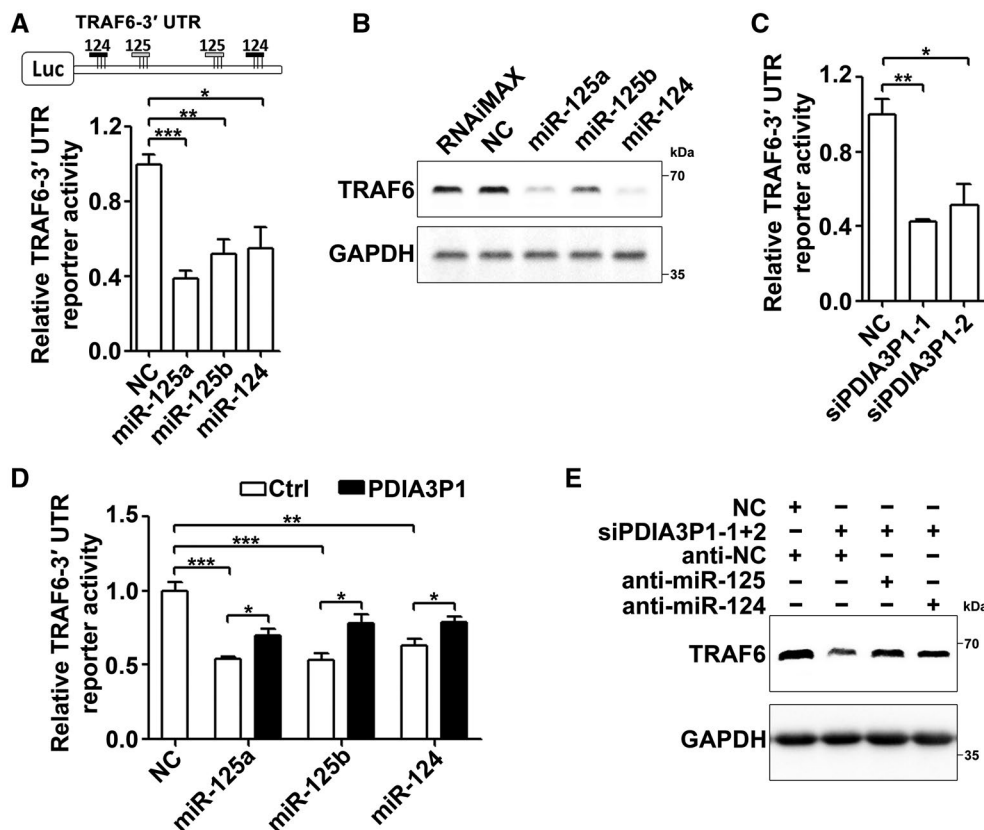 A
TRAF6-3′ UTR
124 125 125 124
Luc
Relative TRAF6-3′ UTR
reportrer activity
1.2
0.8
0.4
0.0
*
**
***
NC
miR-125a
miR-125b
miR-124
B
RNAiMAX
NC
miR-125a
miR-125b
miR-124
kDa
TRAF6
70
GAPDH
35
C
Relative TRAF6-3′ UTR
reporter activity
1.2
0.8
0.4
0.0
*
**
NC
siPDIA3P1-1
siPDIA3P1-2
D
Ctrl PDIA3P1
Relative TRAF6-3′ UTR
reporter activity
1.5
1.0
0.5
0.0
**
***
***
* * *
NC
miR-125a
miR-125b
miR-124
E
NC + – – –
siPDIA3P1-1+2 – + + +
anti-NC + + – –
anti-miR-125 – – + –
anti-miR-124 – – – +
kDa
TRAF6
70
GAPDH
35